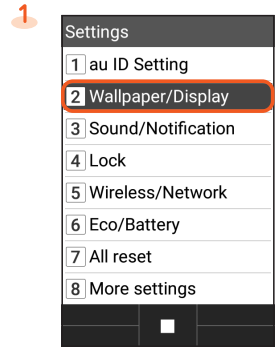 1
Settings
1 au ID Setting
2 Wallpaper/Display
3 Sound/Notification
4 Lock
5 Wireless/Network
6 Eco/Battery
7 All reset
8 More settings